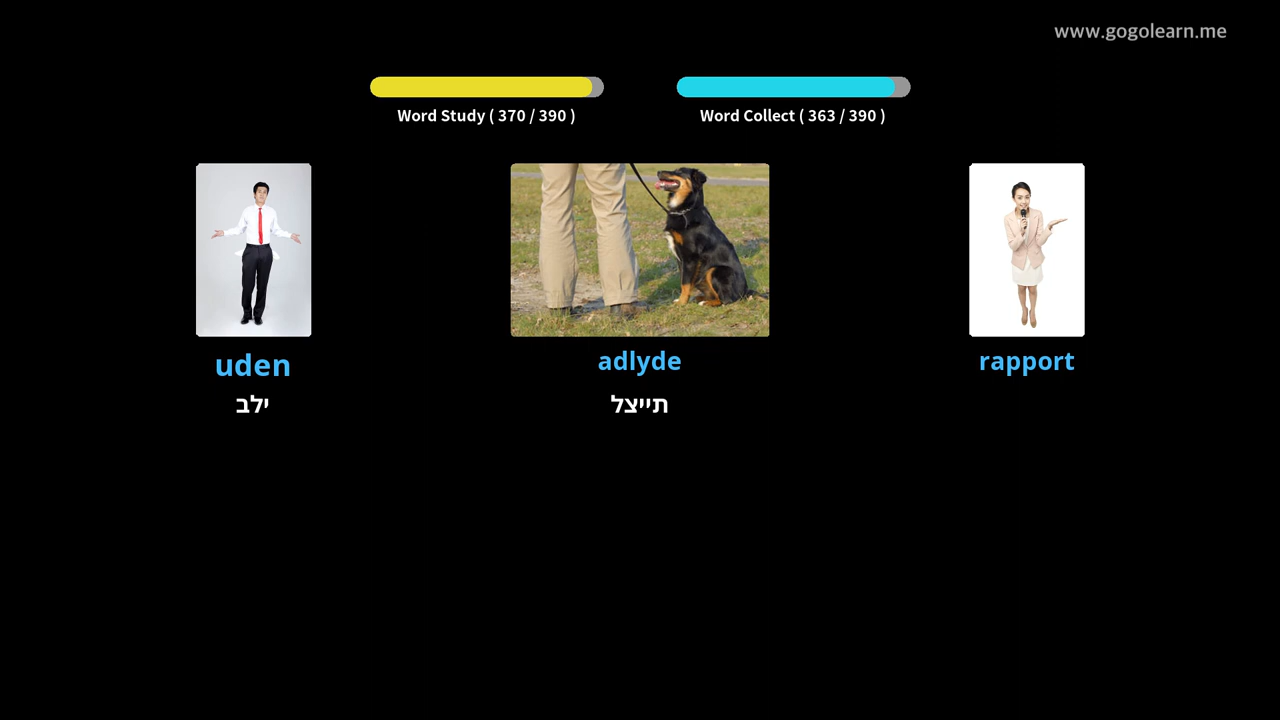 www.gogolearn.me
Word Study ( 370 / 390 )
Word Collect ( 363 / 390 )
uden
adlyde
rapport
ילב
תייצל